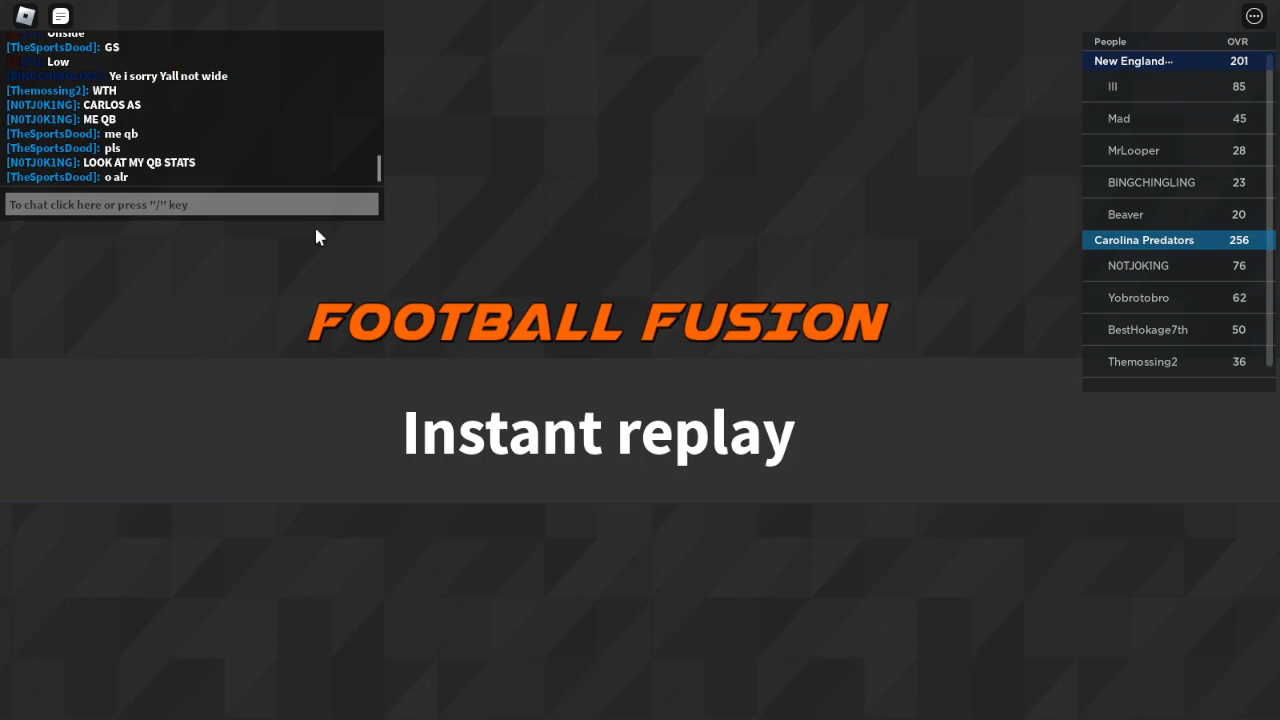 Unside
[TheSportsDood]: GS
Low
[BINGCHINGLING]: Ye i sorry Yall not wide
[Themossing2]: WTH
[N0TJ0K1NG]: CARLOS AS
[N0TJ0K1NG]: ME QB
[TheSportsDood]: me qb
[TheSportsDood]: pls
[N0TJ0K1NG]: LOOK AT MY QB STATS
[TheSportsDood]: o alr
To chat click here or press "/" key
People OVR
New England... 201
III 85
Mad 45
MrLooper 28
BINGCHINGLING 23
Beaver 20
Carolina Predators 256
N0TJ0K1NG 76
Yobrotobro 62
BestHokage7th 50
Themossing2 36
FOOTBALL FUSION
Instant replay